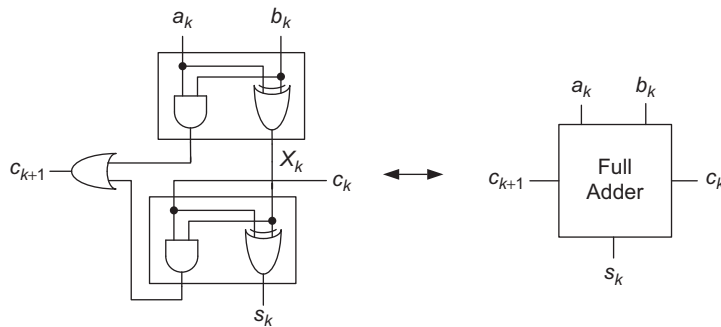 a_k b_k
a_k b_k
c_{k+1} X_k c_k
c_{k+1} Full Adder c_k
s_k
s_k